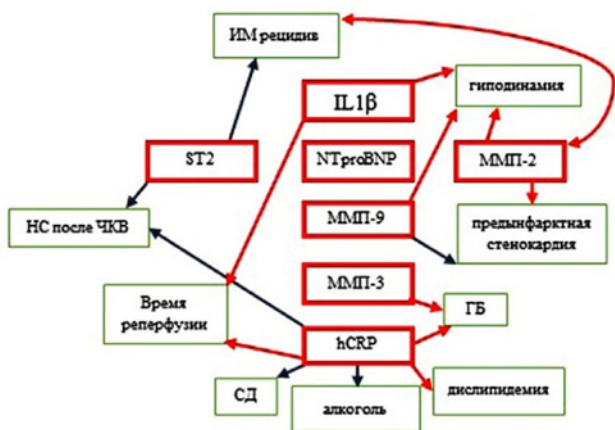 ИМ рецидив
гиподинамия
IL1β
ST2
NTproBNP
ММП-2
НС после ЧКВ
ММП-9
предынфарктная
стенокардия
Время
реперфузии
ММП-3
ГБ
hCRP
СД
алкоголь
дислипидемия